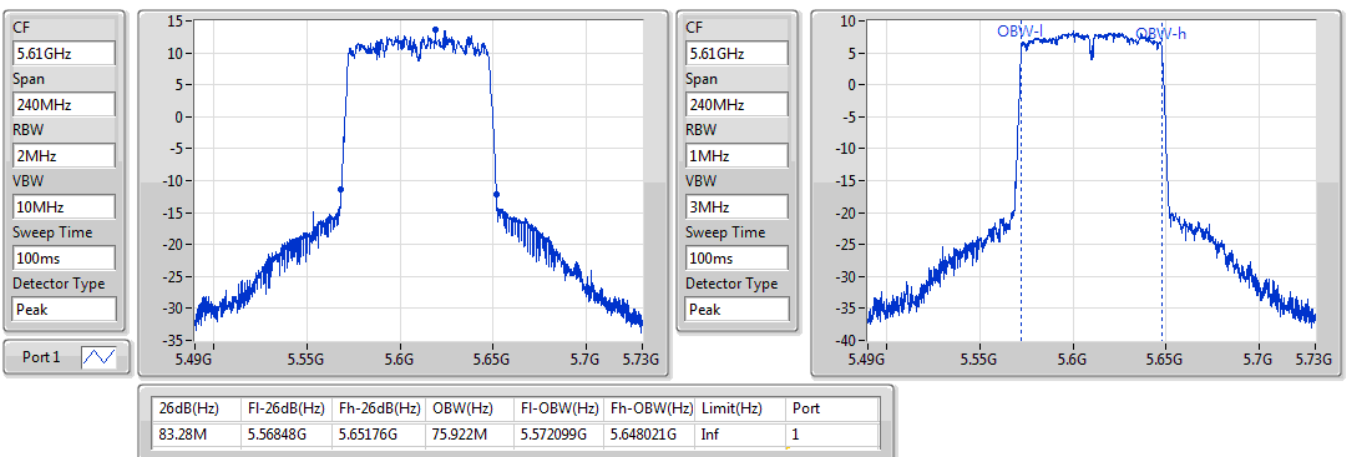 CF
5.61GHz
Span
240MHz
RBW
2MHz
VBW
10MHz
Sweep Time
100ms
Detector Type
Peak
Port 1
15
10
5
0
-5
-10
-15
-20
-25
-30
-35
5.49G 5.55G 5.6G 5.65G 5.7G 5.73G
CF
5.61GHz
Span
240MHz
RBW
1MHz
VBW
3MHz
Sweep Time
100ms
Detector Type
Peak
OBW-l OBW-h
10
5
0
-5
-10
-15
-20
-25
-30
-35
-40
5.49G 5.55G 5.6G 5.65G 5.7G 5.73G
26dB(Hz) Fl-26dB(Hz) Fh-26dB(Hz) OBW(Hz) Fl-OBW(Hz) Fh-OBW(Hz) Limit(Hz) Port
83.28M 5.56848G 5.65176G 75.922M 5.572099G 5.648021G Inf 1